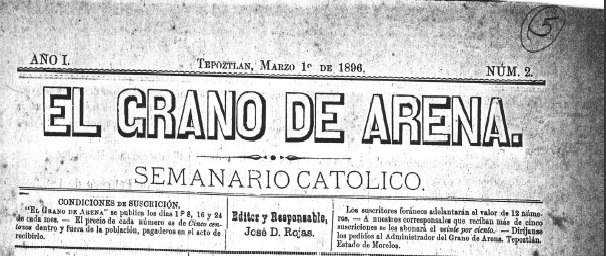 5
AÑO I.
TEPOZTLAN, MARZO 1º DE 1896.
NÚM. 2.
EL GRANO DE ARENA.
SEMANARIO CATOLICO.
CONDICIONES DE SUSCRICIÓN.
"EL GRANO DE ARENA" se publica los dias 1º 8, 16 y 24
de cada mes. — El precio de cada número es de Cinco cen-
tavos dentro y fuera de la población, pagaderos en el acto de
recibirlo.
Editor y Responsable,
JOSÉ D. ROJAS.
Los suscritores foráneos adelantarán el valor de 12 núme-
ros. — A nuestros corresponsales que reciban más de cinco
suscriciones se les abonará el veinte por ciento. — Diríjanse
los pedidos al Administrador del Grano de Arena. Tepoztlán,
Estado de Morelos.